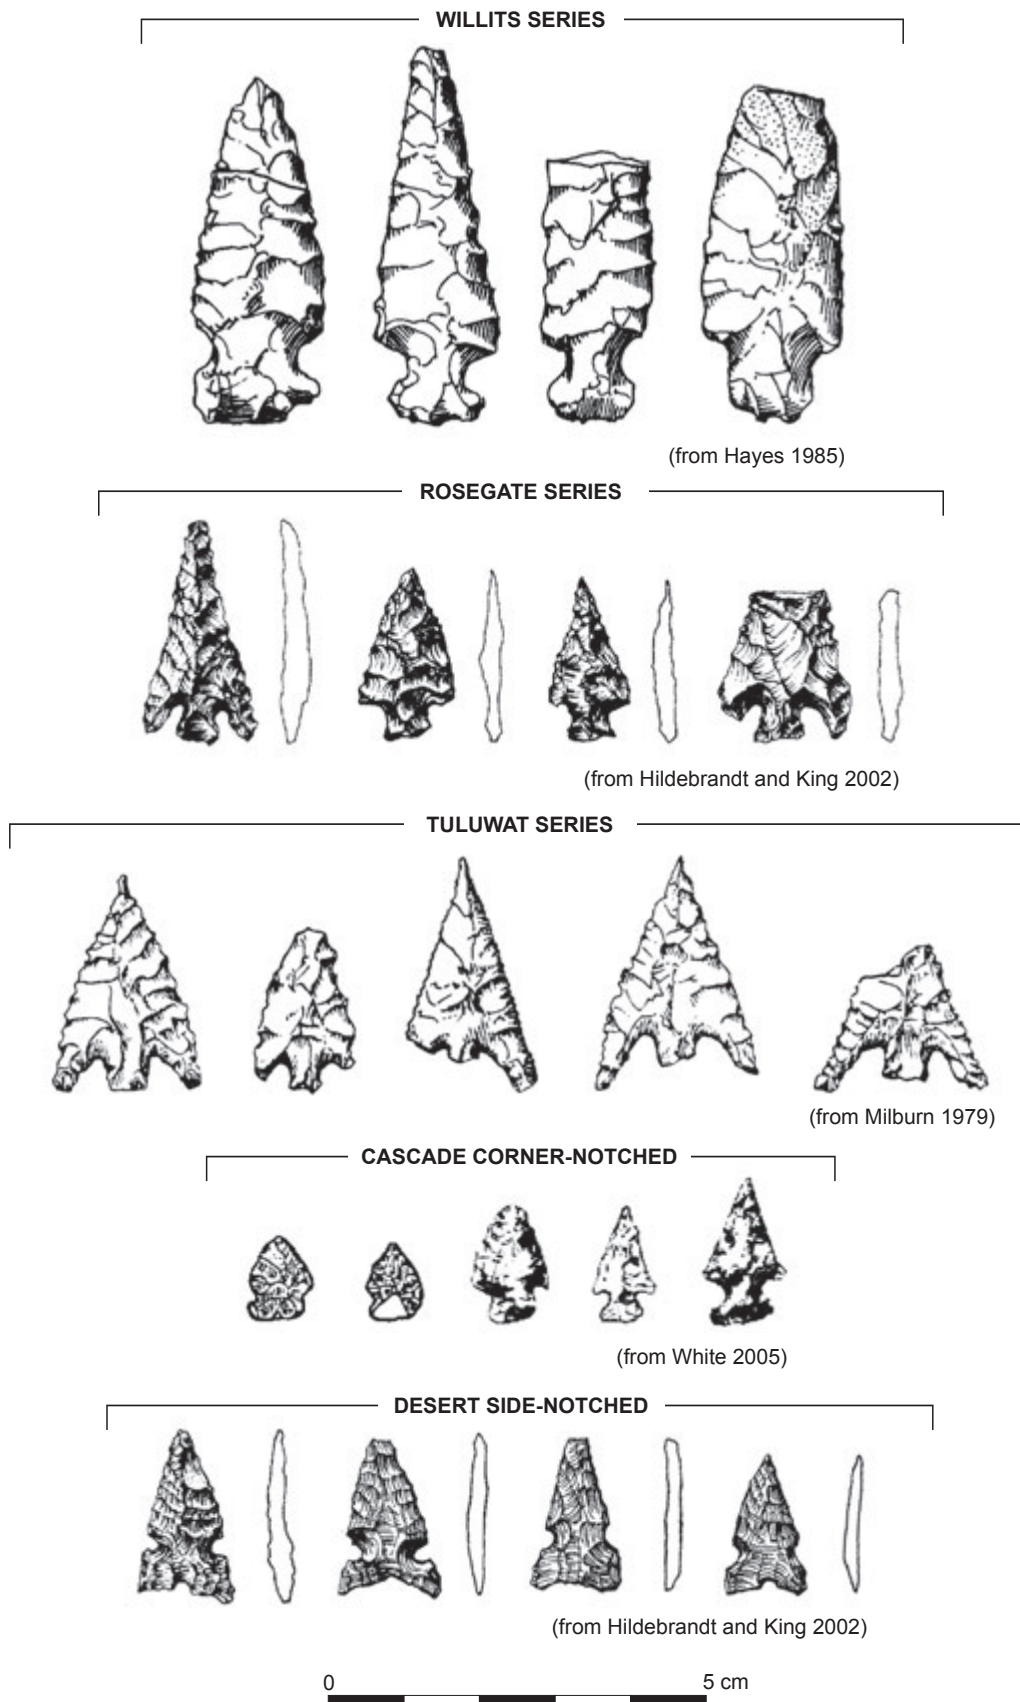 WILLITS SERIES
(from Hayes 1985)
ROSEGATE SERIES
(from Hildebrandt and King 2002)
TULUWAT SERIES
(from Milburn 1979)
CASCADE CORNER-NOTCHED
(from White 2005)
DESERT SIDE-NOTCHED
(from Hildebrandt and King 2002)
0 5 cm